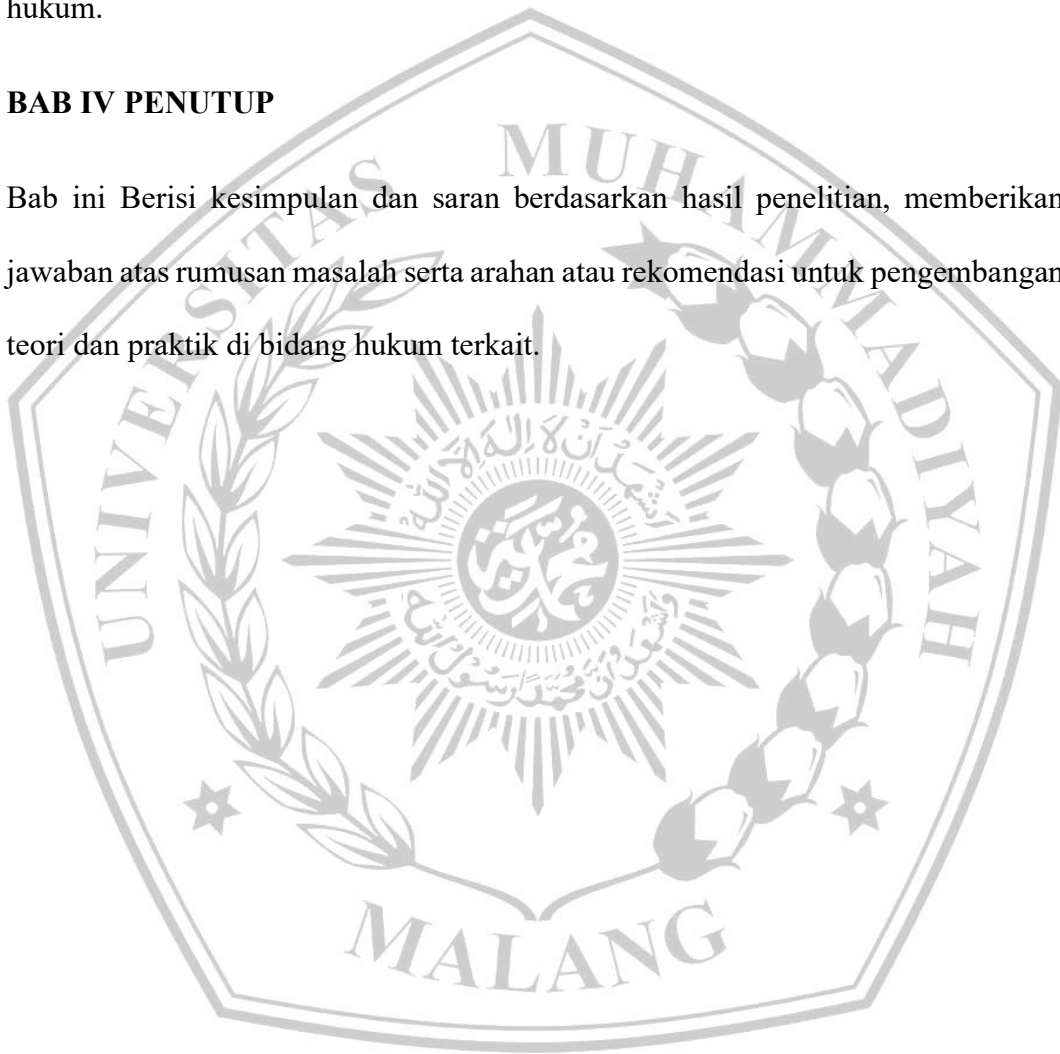 hukum.
BAB IV PENUTUP
Bab ini Berisi kesimpulan dan saran berdasarkan hasil penelitian, memberikan
jawaban atas rumusan masalah serta arahan atau rekomendasi untuk pengembangan
teori dan praktik di bidang hukum terkait.
UNIVERSITAS MUHAMMADIYAH
MALANG